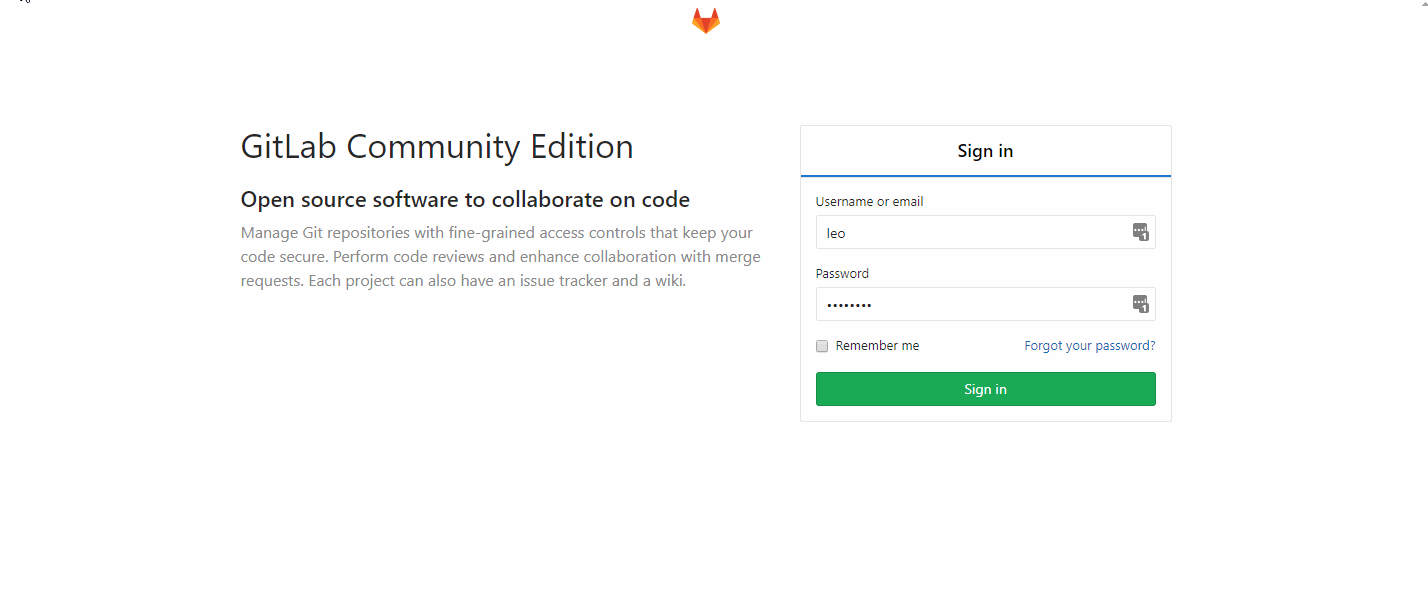 GitLab Community Edition
Open source software to collaborate on code
Manage Git repositories with fine-grained access controls that keep your
code secure. Perform code reviews and enhance collaboration with merge
requests. Each project can also have an issue tracker and a wiki.
Sign in
Username or email
leo
1
Password
••••••••
1
Remember me
Forgot your password?
Sign in